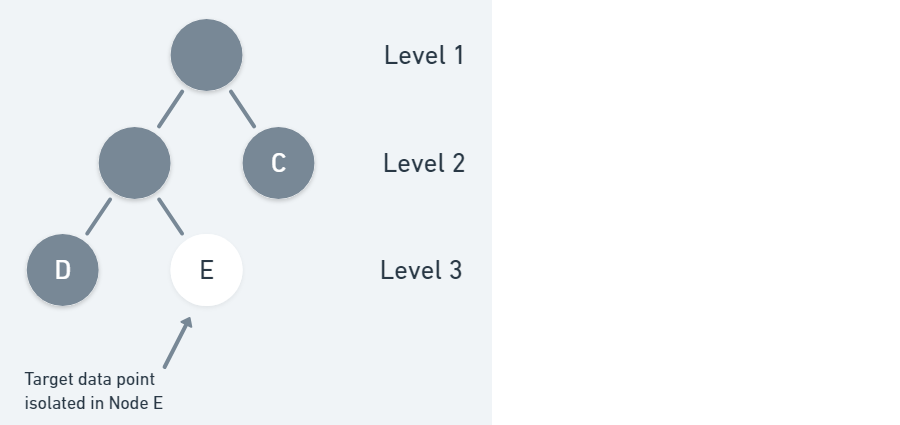 Level 1
C
Level 2
D
E
Level 3
Target data point
isolated in Node E